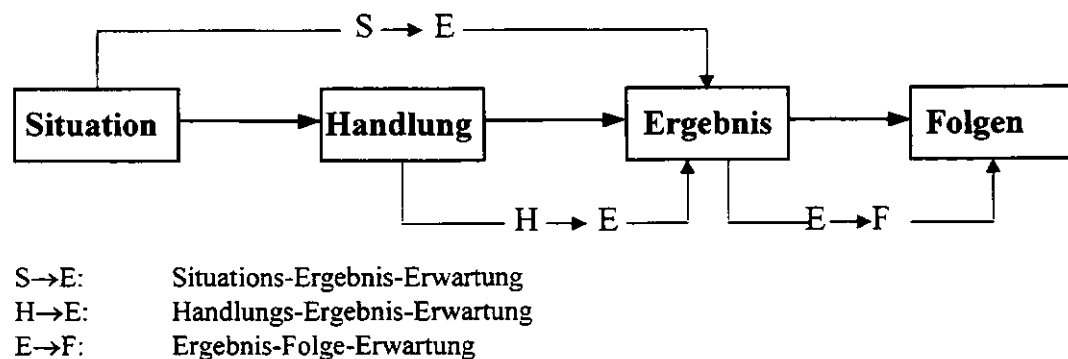 S → E
Situation Handlung Ergebnis Folgen
H → E E→F
S→E: Situations-Ergebnis-Erwartung
H→E: Handlungs-Ergebnis-Erwartung
E→F: Ergebnis-Folge-Erwartung